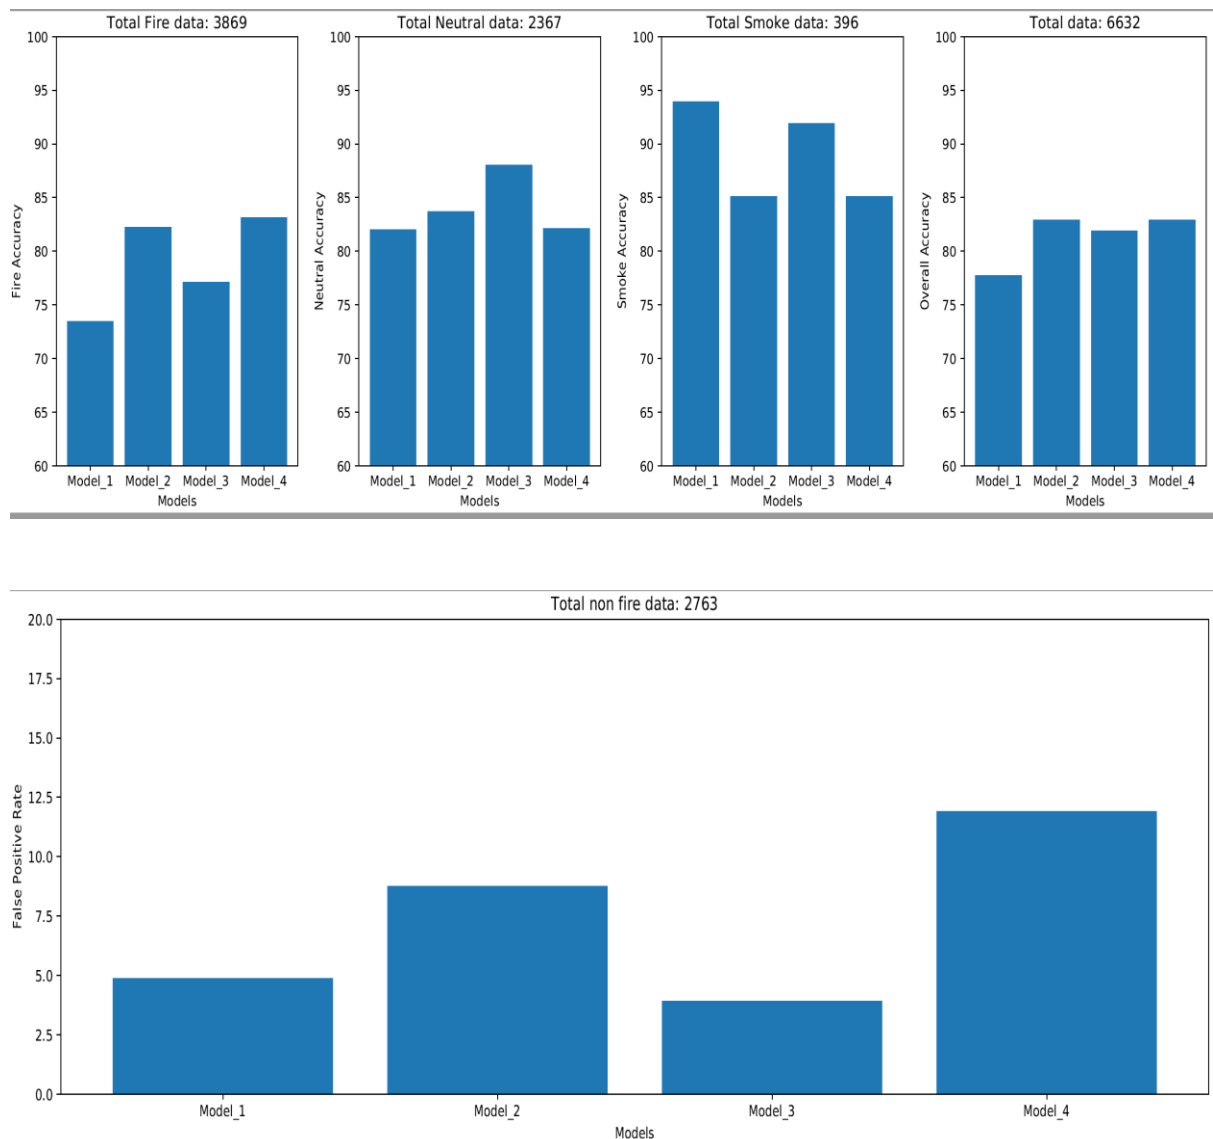 Total Fire data: 3869
Total Neutral data: 2367
Total Smoke data: 396
Total data: 6632
Fire Accuracy
100
95
90
85
80
75
70
65
60
Model_1 Model_2 Model_3 Model_4
Models
Neutral Accuracy
100
95
90
85
80
75
70
65
60
Model_1 Model_2 Model_3 Model_4
Models
Smoke Accuracy
100
95
90
85
80
75
70
65
60
Model_1 Model_2 Model_3 Model_4
Models
Overall Accuracy
100
95
90
85
80
75
70
65
60
Model_1 Model_2 Model_3 Model_4
Models
Total non fire data: 2763
False Positive Rate
20.0
17.5
15.0
12.5
10.0
7.5
5.0
2.5
0.0
Model_1 Model_2 Model_3 Model_4
Models